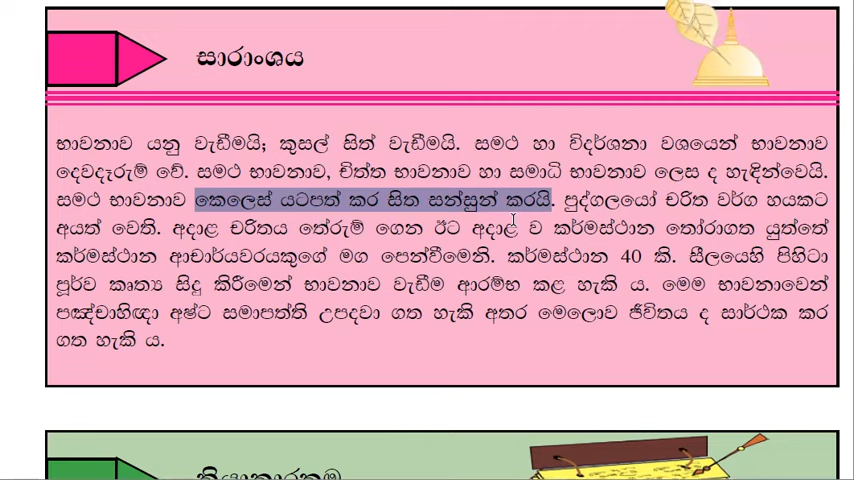 සාරාංශය
භාවනාව යනු වැඩීමයි; කුසල් සිත් වැඩීමයි. සමථ හා විදර්ශනා වශයෙන් භාවනාව
දෙවදෑරුම් වේ. සමථ භාවනාව, චිත්ත භාවනාව හා සමාධි භාවනාව ලෙස ද හැඳින්වෙයි.
සමථ භාවනාව කෙලෙස් යටපත් කර සිත සන්සුන් කරයි. පුද්ගලයෝ චරිත වර්ග හයකට
අයත් වෙති. අදාළ චරිතය තේරුම් ගෙන ඊට අදාළ ව කර්මස්ථාන තෝරාගත යුත්තේ
කර්මස්ථාන ආචාර්යවරයකුගේ මග පෙන්වීමෙනි. කර්මස්ථාන 40 කි. සීලයෙහි පිහිටා
පූර්ව කෘත්‍ය සිදු කිරීමෙන් භාවනාව වැඩීම ආරම්භ කළ හැකි ය. මෙම භාවනාවෙන්
පඤ්චාභිඥා අෂ්ට සමාපත්ති උපදවා ගත හැකි අතර මෙලොව ජීවිතය ද සාර්ථක කර
ගත හැකි ය.
ක්‍රියාකාරකම